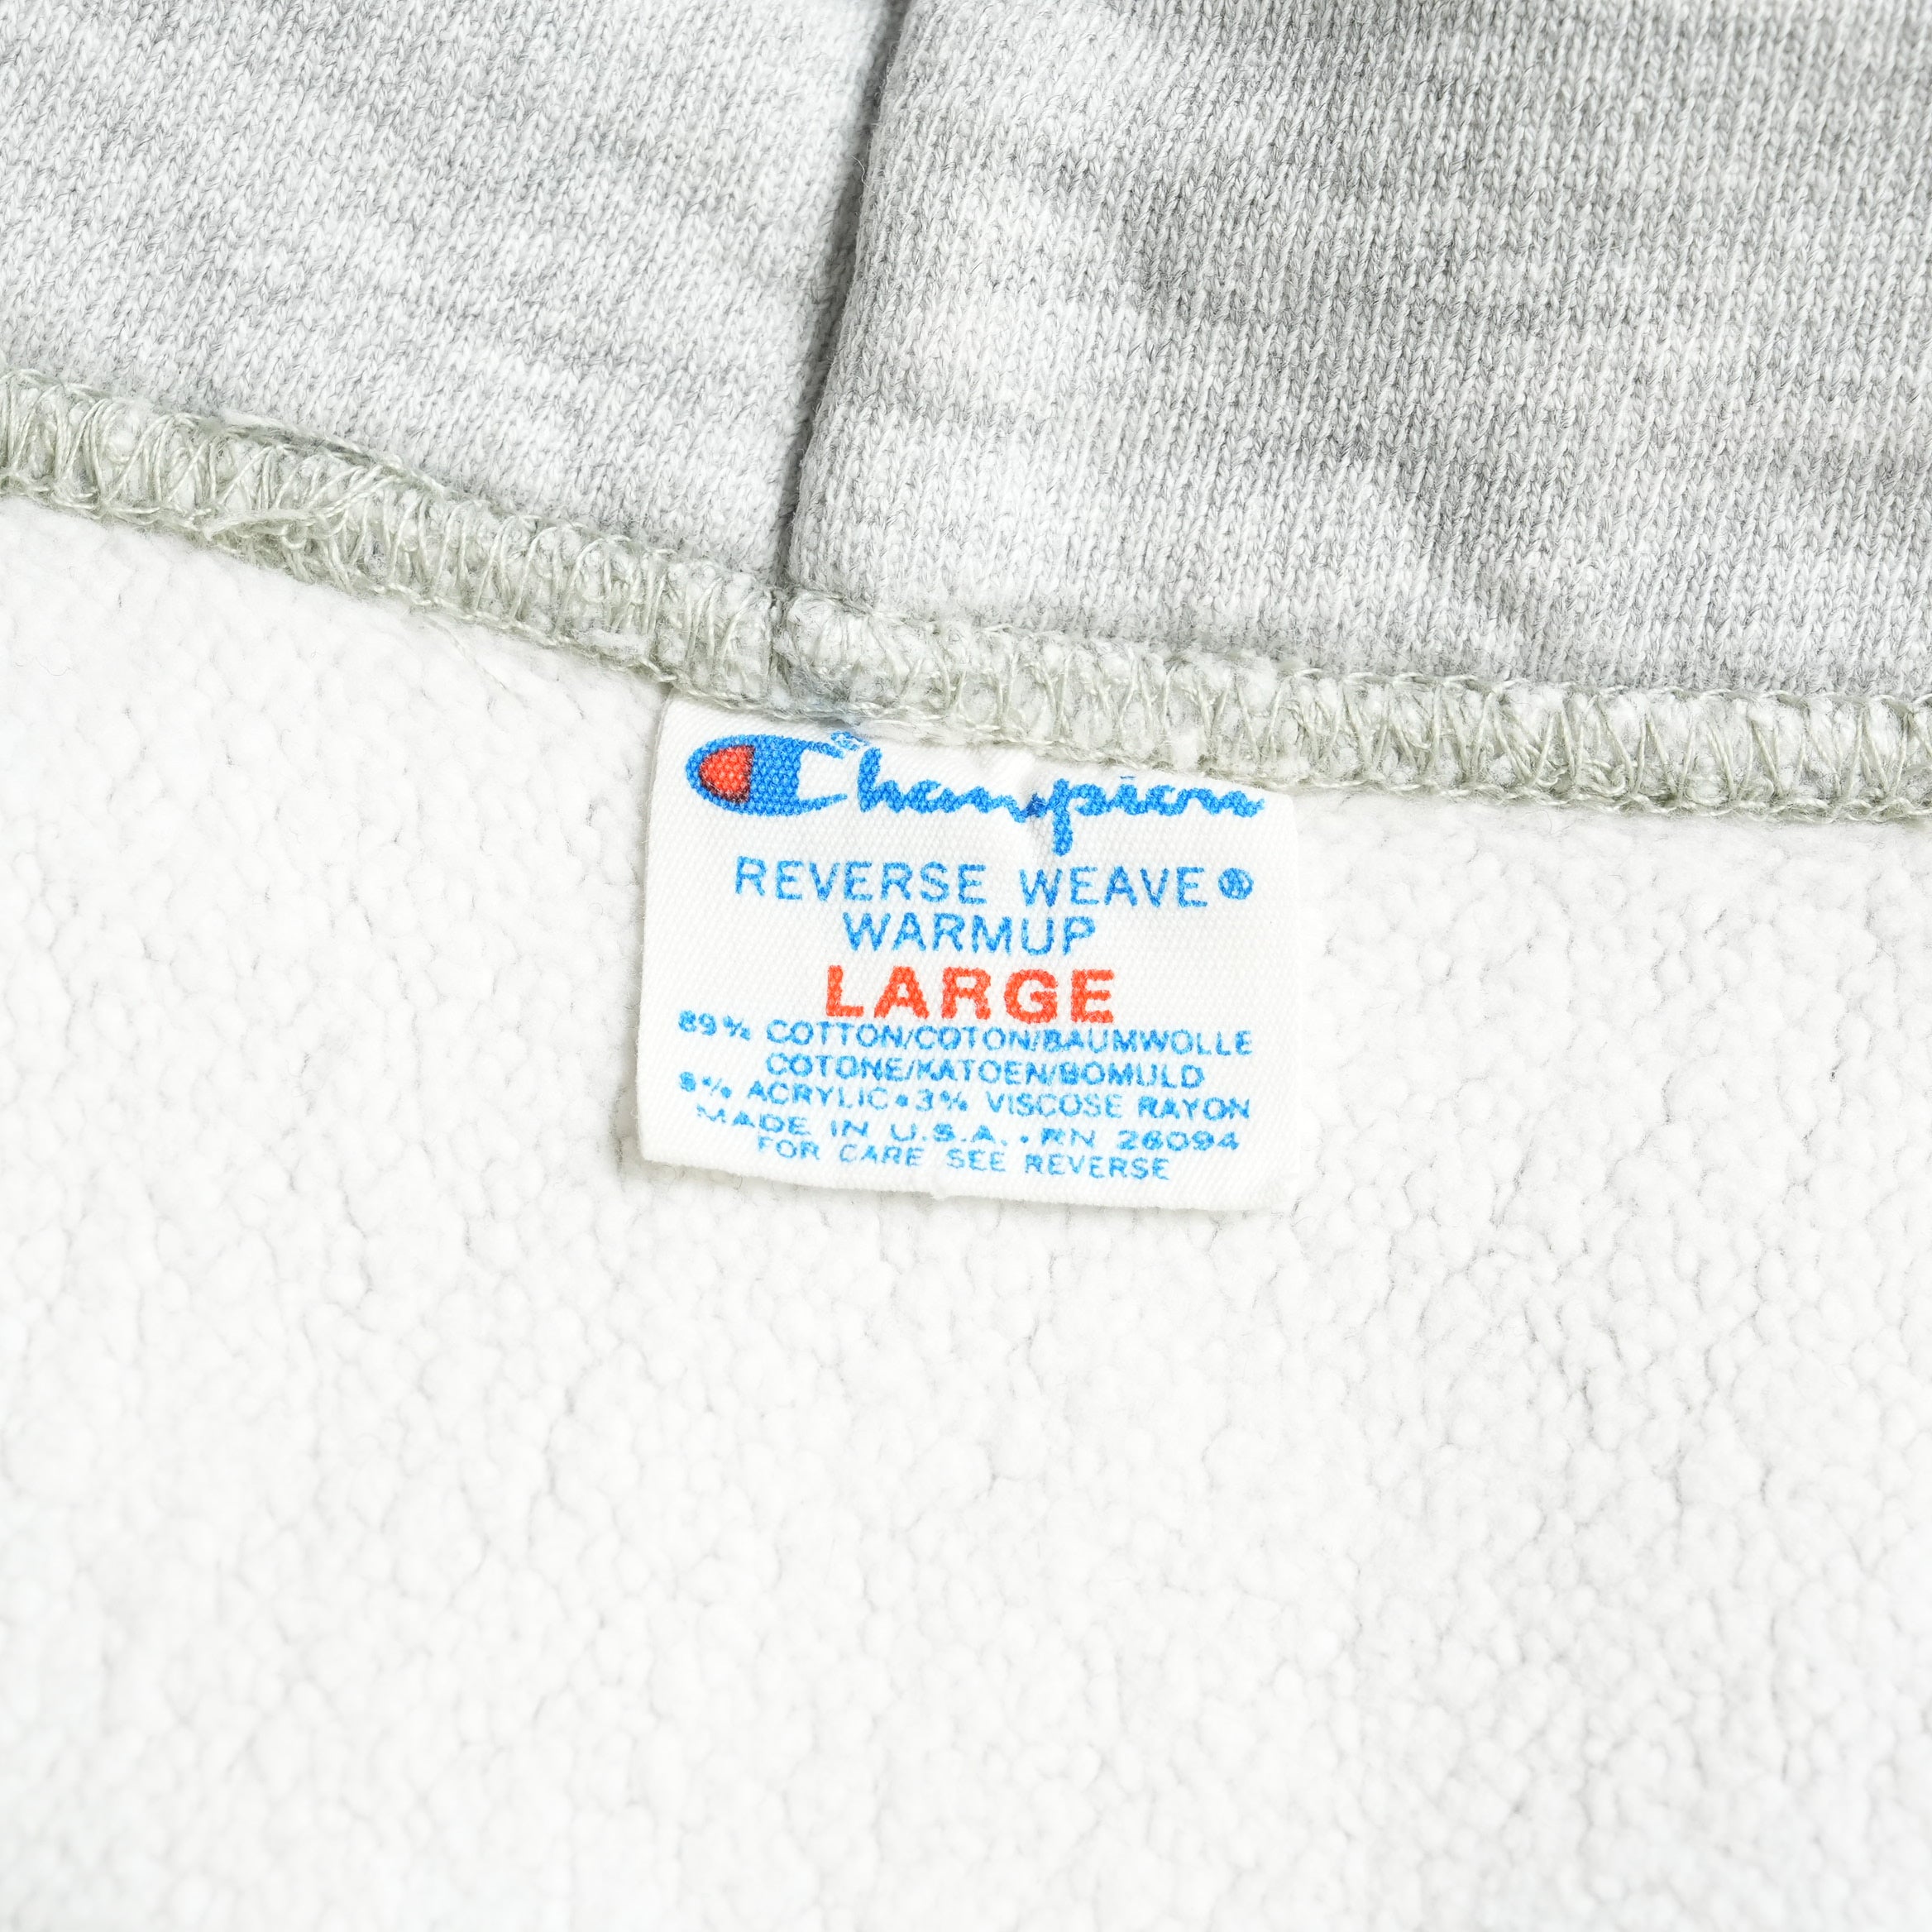 Champion
REVERSE WEAVE®
WARMUP
LARGE
89% COTTON/COTON/BAUMWOLLE
COTONE/KATOEN/BOMULD
8% ACRYLIC•3% VISCOSE RAYON
MADE IN U.S.A. • RN 26094
FOR CARE SEE REVERSE